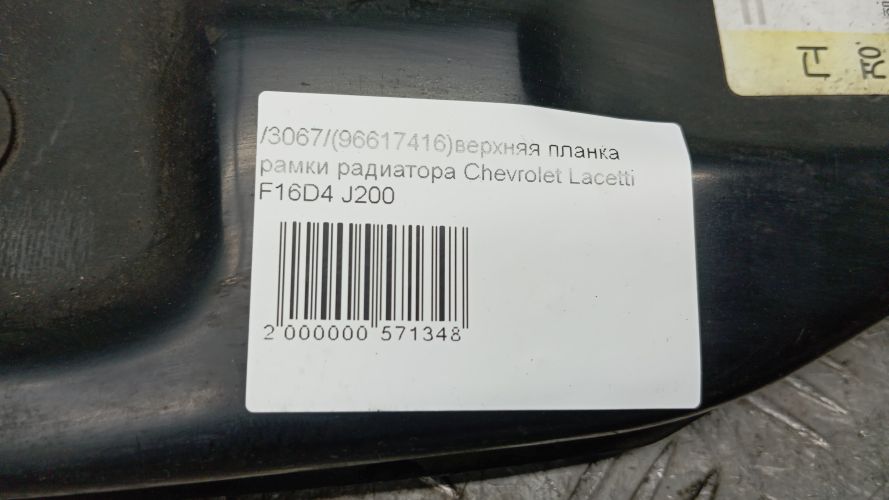 /3067/(96617416)верхняя планка
рамки радиатора Chevrolet Lacetti
F16D4 J200
2 000000 571348